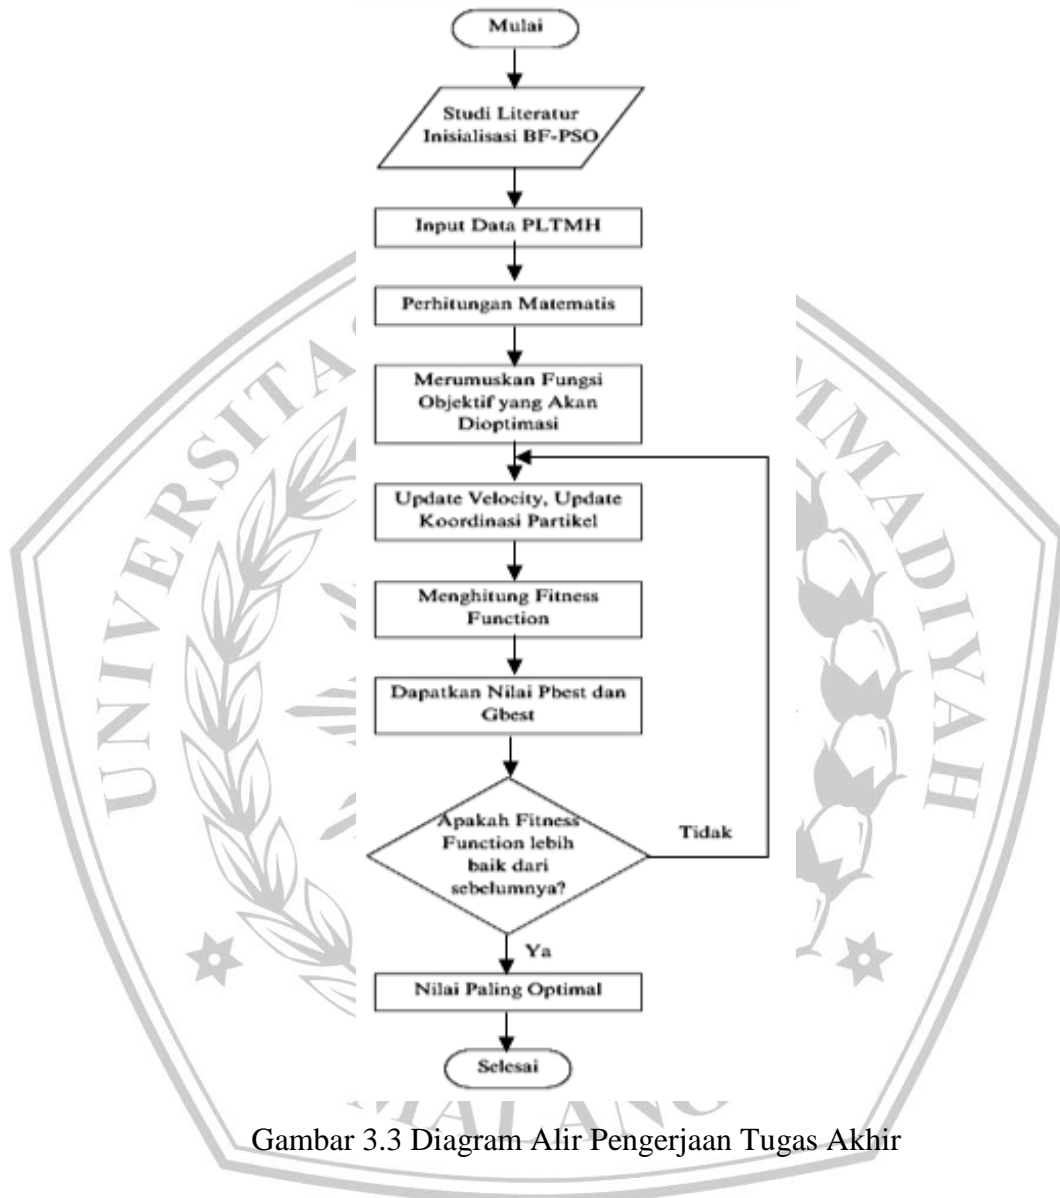 Mulai
Studi Literatur
Inisialisasi BF-PSO
Input Data PLTMH
Perhitungan Matematis
Merumuskan Fungsi
Objektif yang Akan
Dioptimasi
Update Velocity, Update
Koordinasi Partikel
Menghitung Fitness
Function
Dapatkan Nilai Pbest dan
Gbest
Apakah Fitness
Function lebih
baik dari
sebelumnya?
Tidak
Ya
Nilai Paling Optimal
Selesai
MALANG
Gambar 3.3 Diagram Alir Pengerjaan Tugas Akhir